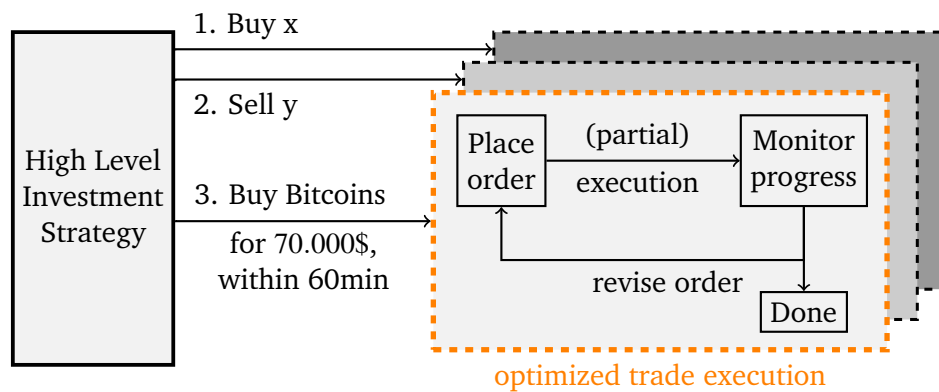 1. Buy x
2. Sell y
High Level
Investment
Strategy
3. Buy Bitcoins
for 70.000$,
within 60min
Place
order
(partial)
execution
Monitor
progress
revise order
Done
optimized trade execution